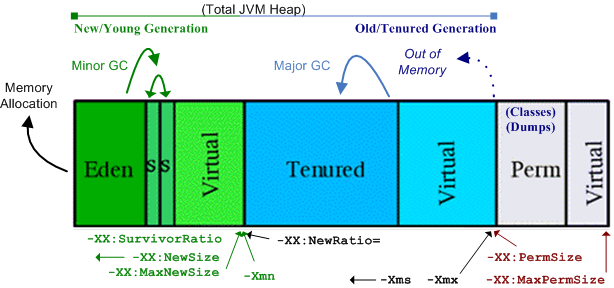 (Total JVM Heap)
New/Young Generation
Old/Tenured Generation
Minor GC
Major GC
Out of
Memory
Memory
Allocation
Eden
S
S
Virtual
Tenured
Virtual
(Classes)
(Dumps)
Perm
Virtual
-XX:SurvivorRatio
-XX:NewSize
-XX:MaxNewSize
-Xmn
-XX:NewRatio=
-Xms
-Xmx
-XX:PermSize
-XX:MaxPermSize